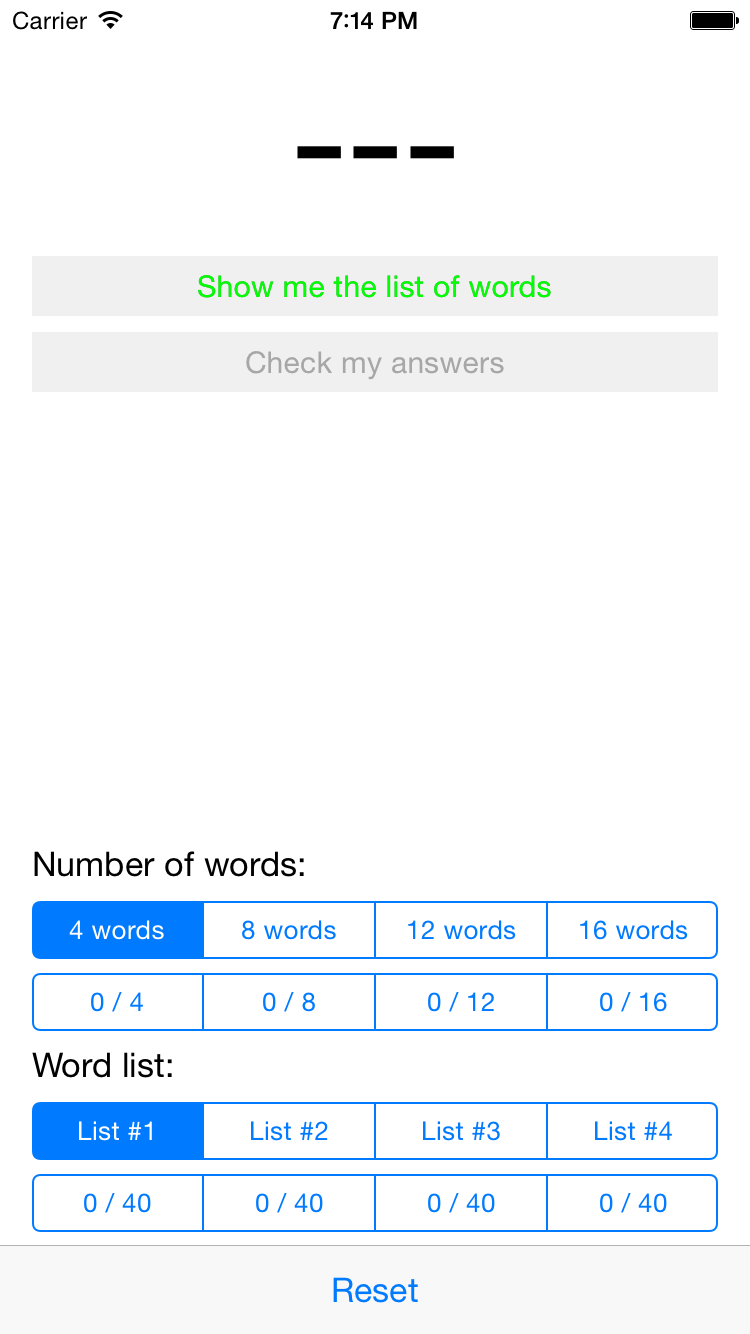 Carrier 7:14 PM
---
Show me the list of words
Check my answers
Number of words:
4 words 8 words 12 words 16 words
0 / 4 0 / 8 0 / 12 0 / 16
Word list:
List #1 List #2 List #3 List #4
0 / 40 0 / 40 0 / 40 0 / 40
Reset